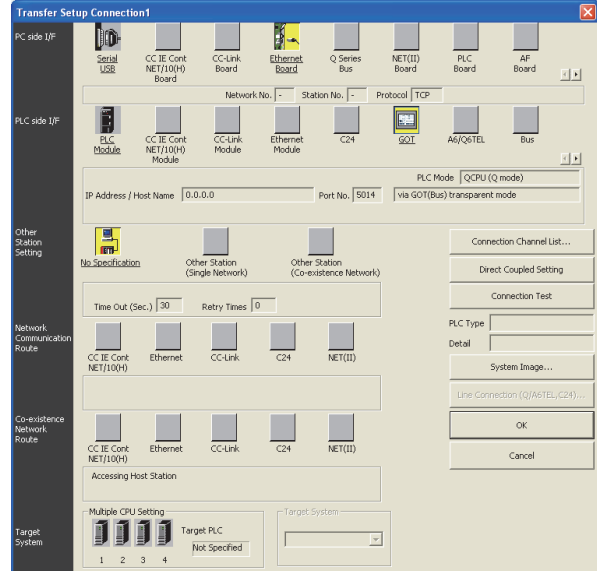 Transfer Setup Connection1
PC side I/F
Serial
USB
CC IE Cont
NET/10(H)
Board
CC-Link
Board
Ethernet
Board
Q Series
Bus
NET(II)
Board
PLC
Board
AF
Board
Network No. - Station No. - Protocol TCP
PLC side I/F
PLC
Module
CC IE Cont
NET/10(H)
Module
CC-Link
Module
Ethernet
Module
C24
GOT
A6/Q6TEL
Bus
PLC Mode QCPU (Q mode)
IP Address / Host Name 0.0.0.0 Port No. 5014 via GOT(Bus) transparent mode
Other
Station
Setting
No Specification
Other Station
(Single Network)
Other Station
(Co-existence Network)
Time Out (Sec.) 30 Retry Times 0
Connection Channel List...
Direct Coupled Setting
Connection Test
PLC Type
Detail
System Image...
Line Connection (Q/A6TEL,C24)...
OK
Cancel
Network
Communication
Route
CC IE Cont
NET/10(H)
Ethernet
CC-Link
C24
NET(II)
Co-existence
Network
Route
CC IE Cont
NET/10(H)
Ethernet
CC-Link
C24
NET(II)
Accessing Host Station
Target
System
Multiple CPU Setting
1 2 3 4
Target PLC
Not Specified
Target System